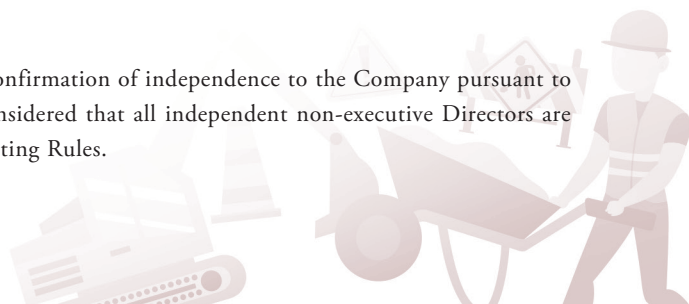 onfirmation of independence to the Company pursuant to
nsidered that all independent non-executive Directors are
ting Rules.